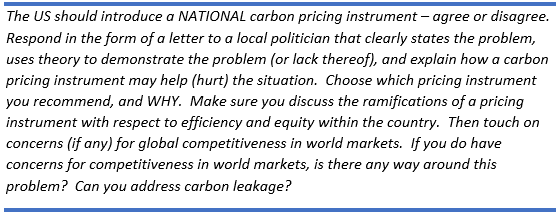 The US should introduce a NATIONAL carbon pricing instrument – agree or disagree.
Respond in the form of a letter to a local politician that clearly states the problem,
uses theory to demonstrate the problem (or lack thereof), and explain how a carbon
pricing instrument may help (hurt) the situation.  Choose which pricing instrument
you recommend, and WHY.  Make sure you discuss the ramifications of a pricing
instrument with respect to efficiency and equity within the country.  Then touch on
concerns (if any) for global competitiveness in world markets.  If you do have
concerns for competitiveness in world markets, is there any way around this
problem?  Can you address carbon leakage?